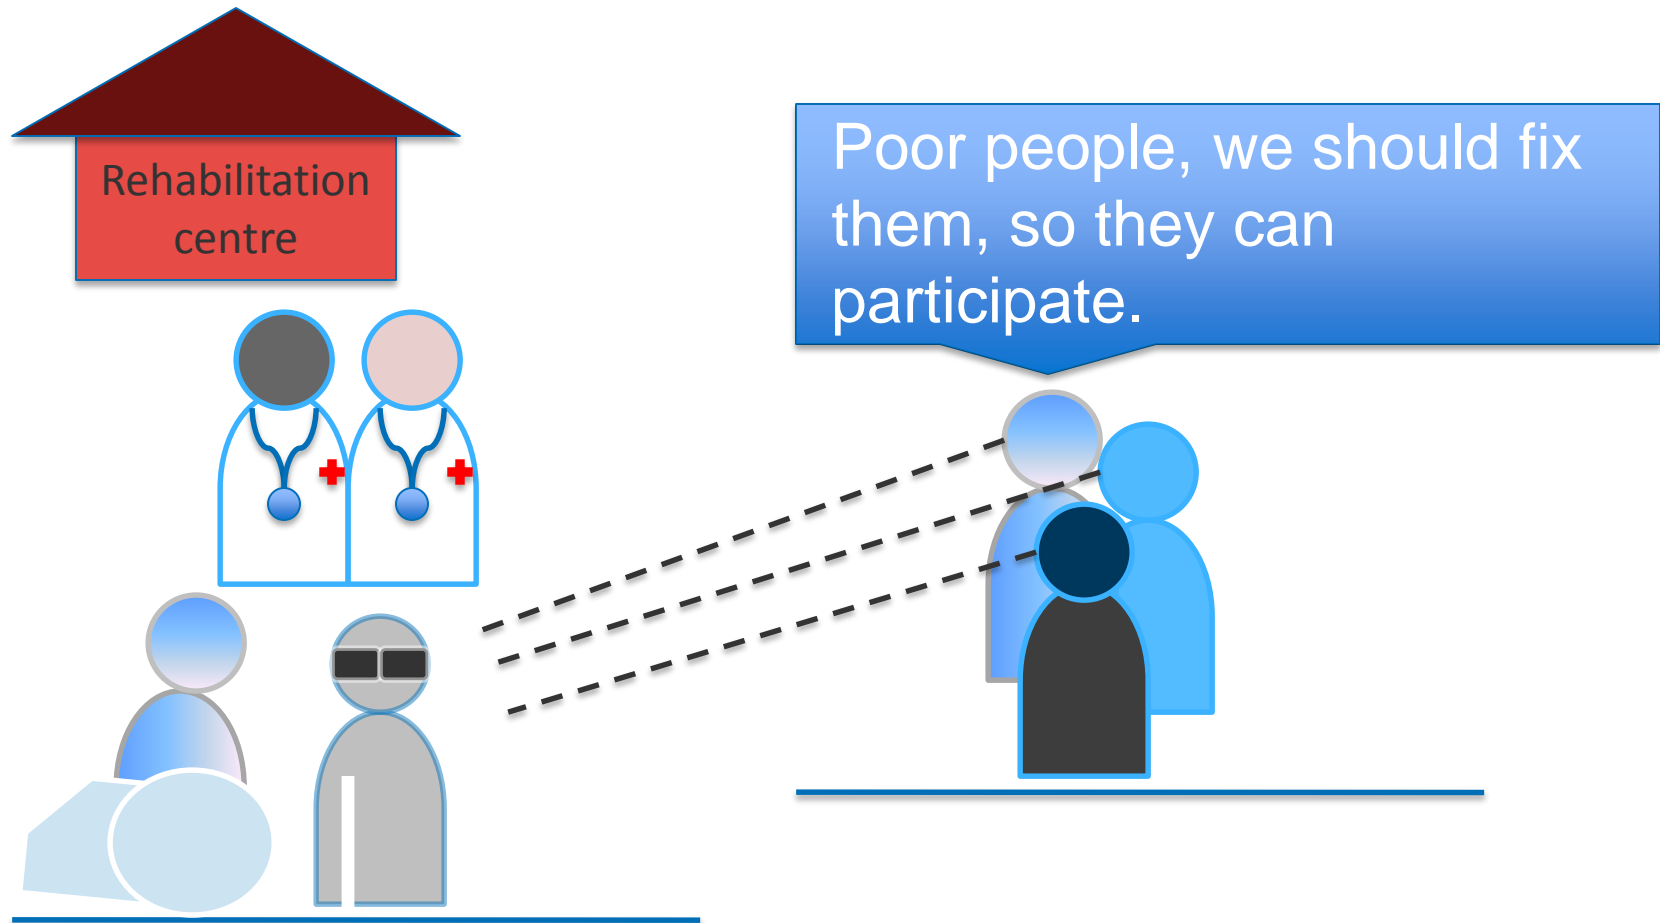 Rehabilitation
centre
Poor people, we should fix
them, so they can
participate.